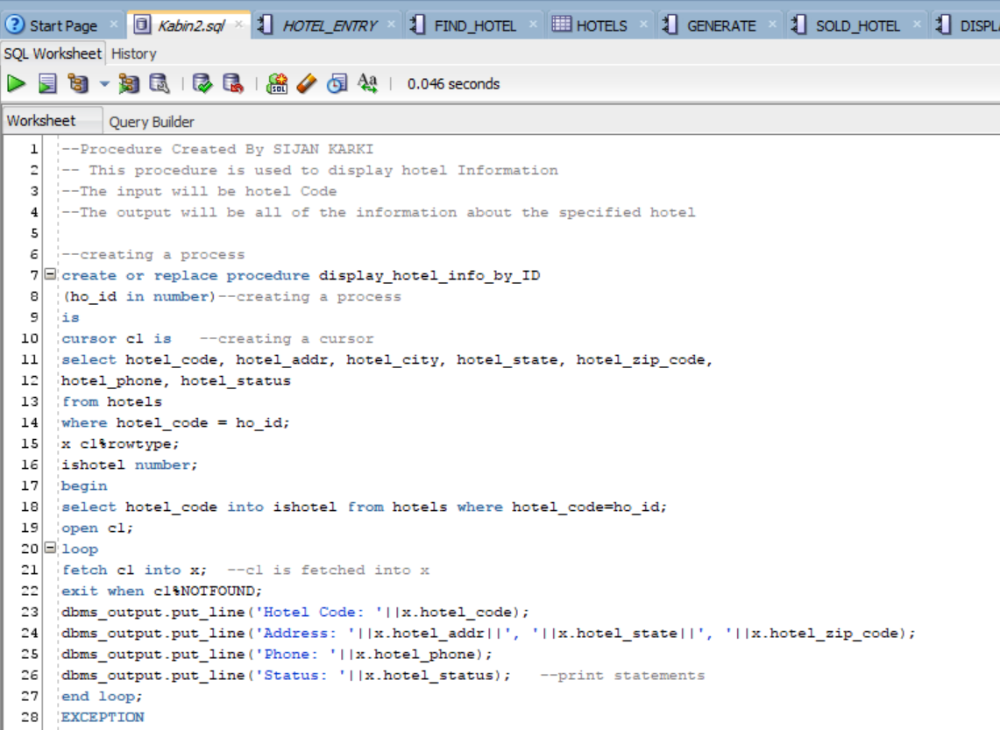 Start Page × Kabin2.sql × HOTEL_ENTRY × FIND_HOTEL × HOTELS × GENERATE × SOLD_HOTEL ×
SQL Worksheet History
0.046 seconds
Worksheet Query Builder
1 --Procedure Created By SIJAN KARKI
2 -- This procedure is used to display hotel Information
3 --The input will be hotel Code
4 --The output will be all of the information about the specified hotel
5
6 --creating a process
7 create or replace procedure display_hotel_info_by_ID
8 (ho_id in number)--creating a process
9 is
10 cursor c1 is   --creating a cursor
11 select hotel_code, hotel_addr, hotel_city, hotel_state, hotel_zip_code,
12 hotel_phone, hotel_status
13 from hotels
14 where hotel_code = ho_id;
15 x c1%rowtype;
16 ishotel number;
17 begin
18 select hotel_code into ishotel from hotels where hotel_code=ho_id;
19 open c1;
20 loop
21 fetch c1 into x;  --c1 is fetched into x
22 exit when c1%NOTFOUND;
23 dbms_output.put_line('Hotel Code: '||x.hotel_code);
24 dbms_output.put_line('Address: '||x.hotel_addr||', '||x.hotel_state||', '||x.hotel_zip_code);
25 dbms_output.put_line('Phone: '||x.hotel_phone);
26 dbms_output.put_line('Status: '||x.hotel_status);   --print statements
27 end loop;
28 EXCEPTION